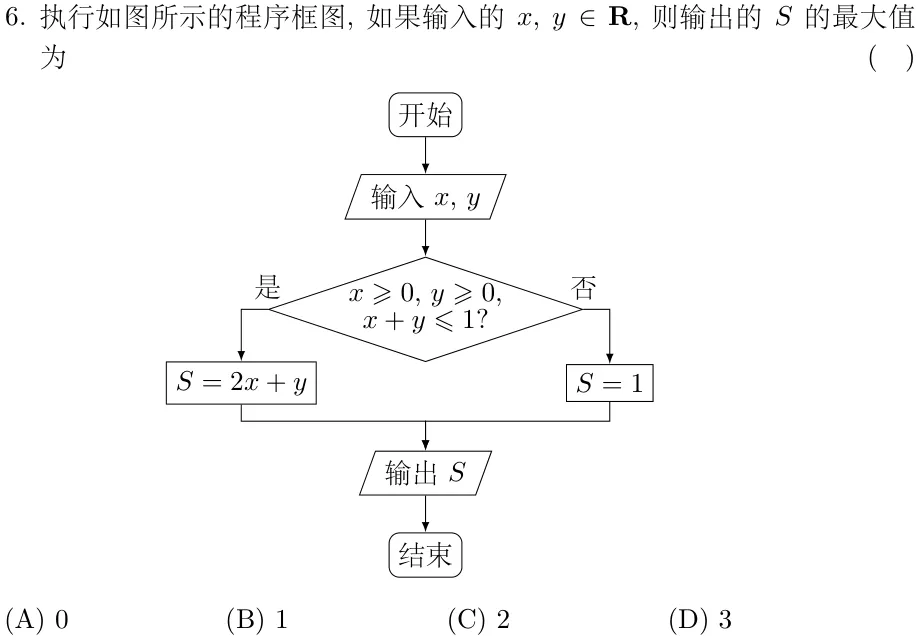 6. 执行如图所示的程序框图, 如果输入的 x, y ∈ R, 则输出的 S 的最大值
为 ( )
开始
输入 x, y
是
否
x ⩾ 0, y ⩾ 0,
x + y ⩽ 1?
S = 2x + y
S = 1
输出 S
结束
(A) 0 (B) 1 (C) 2 (D) 3